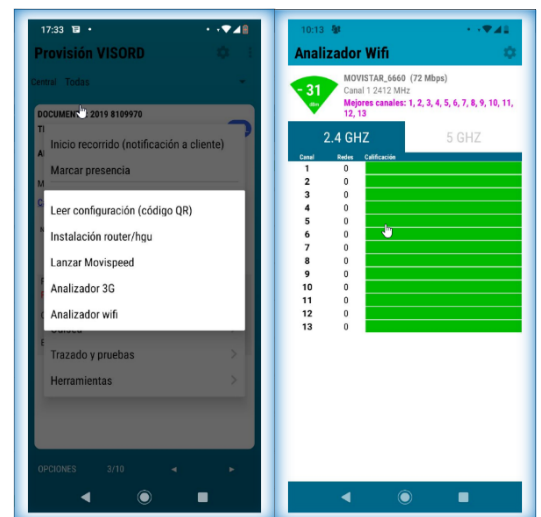 17:33
Provisión VISORD
Central Todas
DOCUMENT 2019 8109970
Inicio recorrido (notificación a cliente)
Marcar presencia
Leer configuración (código QR)
Instalación router/hgu
Lanzar Movispeed
Analizador 3G
Analizador wifi
Trazado y pruebas
Herramientas
OPCIONES 3/10
10:13
Analizador Wifi
- 31
MOVISTAR_6660 (72 Mbps)
Canal 1 2412 MHz
Mejores canales: 1, 2, 3, 4, 5, 6, 7, 8, 9, 10, 11,
12, 13
2.4 GHZ 5 GHZ
Canal Redes Calificación
1 0
2 0
3 0
4 0
5 0
6 0
7 0
8 0
9 0
10 0
11 0
12 0
13 0